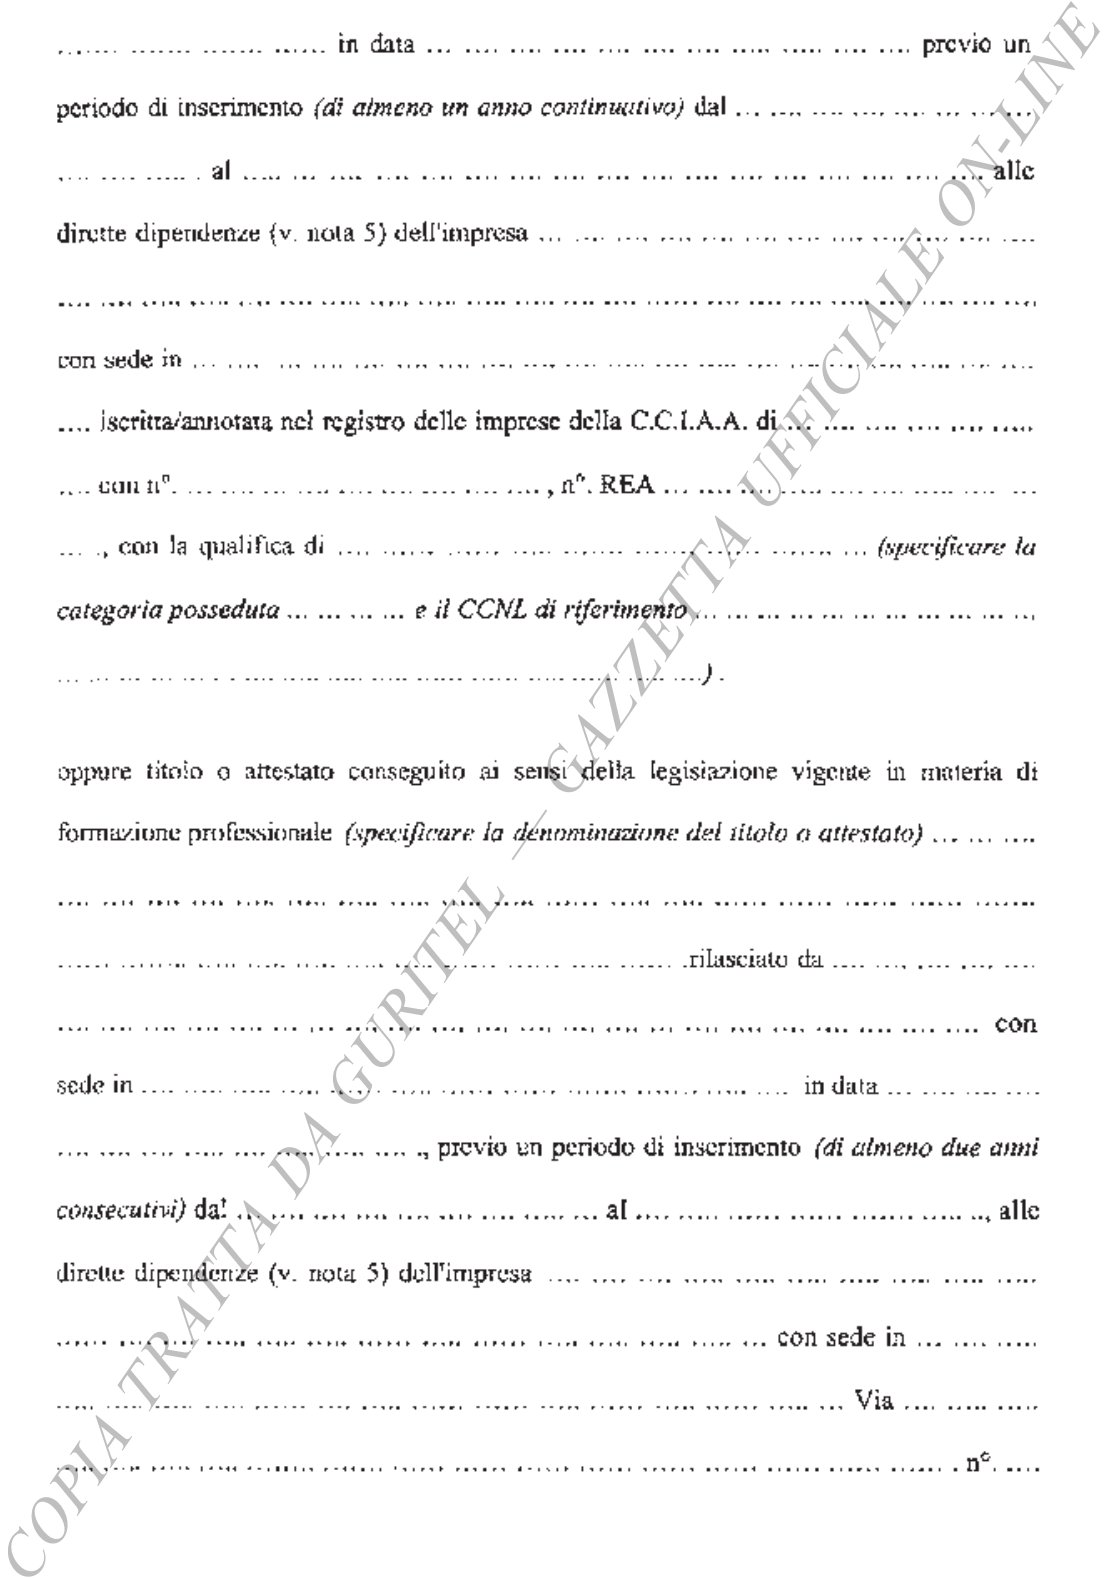 .... .... .... .... in data ... .... .... .... .... .... .... .... .... .... .... previo un
periodo di inserimento (di almeno un anno continuativo) dal ... .... .... .... .... .... ....
.... .... .... . al .... ... .... .... .... .... .... .... .... .... .... .... .... .... .... .... .... alle
dirette dipendenze (v. nota 5) dell'impresa ... .... .... .... .... .... .... .... .... .... .... ....
.... .... .... .... .... .... .... .... .... .... .... .... .... .... .... .... .... .... .... .... .... ....,
con sede in ... .... .... .... .... .... .... .... .... .... .... .... .... .... .... .... .... .... ....
.... iscritta/annotata nel registro delle imprese della C.C.I.A.A. di ... .... .... .... .... ....
.... con n°. ... .... .... .... .... .... .... .... ...., n°. REA ... .... .... .... .... .... .... .... ...
... ., con la qualifica di .... ..... ..... ..... ...... ....... ...... ...... ... (specificare la
categoria posseduta ... ... ... ... e il CCNL di riferimento ... ... ... ... ... ... ... ... ... ..,
... ... ... ... ... . ... .... .... .... .... .... .... .... .... .... .... .... ....) .
oppure titolo o attestato conseguito ai sensi della legislazione vigente in materia di
formazione professionale (specificare la denominazione del titolo o attestato) ... ... ....
.... .... .... .... .... .... .... .... .... .... .... .... .... .... .... .... .... .... .... ....
...... ....... .... .... .... .... .... .... .... .... .... .... .... .... .rilasciato da .... .... .... .... ....
.... .... .... .... .... .... .... .... .... .... .... .... .... .... .... .... .... .... .... .... .... con
sede in .... ..... ..... ..... ..... ..... ..... ..... ...... ..... ...... ..... .... in data ... .... .... ....
.... .... .... ..... .... ..... ..... .... ., previo un periodo di inserimento (di almeno due anni
consecutivi) dal ... .... .... .... .... .... .... ..... ... al .... ..... ...... ...... ...... ..... .., alle
dirette dipendenze (v. nota 5) dell'impresa .... .... .... ..... ..... ..... ..... ..... .....
...... ..... ..... ..... ..... ..... ..... ..... ..... ..... ..... ..... ..... ..... ... con sede in ... .... .....
..... ..... ..... ..... .... ..... ..... ...... ..... ..... ..... ...... ..... ... Via .... ..... .....
..... ..... .... .... ...... ...... ..... ..... ..... ..... ..... ..... ..... ..... ..... ..... ...... . n°. ....
COPIA TRATTA DA GURITEL — GAZZETTA UFFICIALE ON-LINE